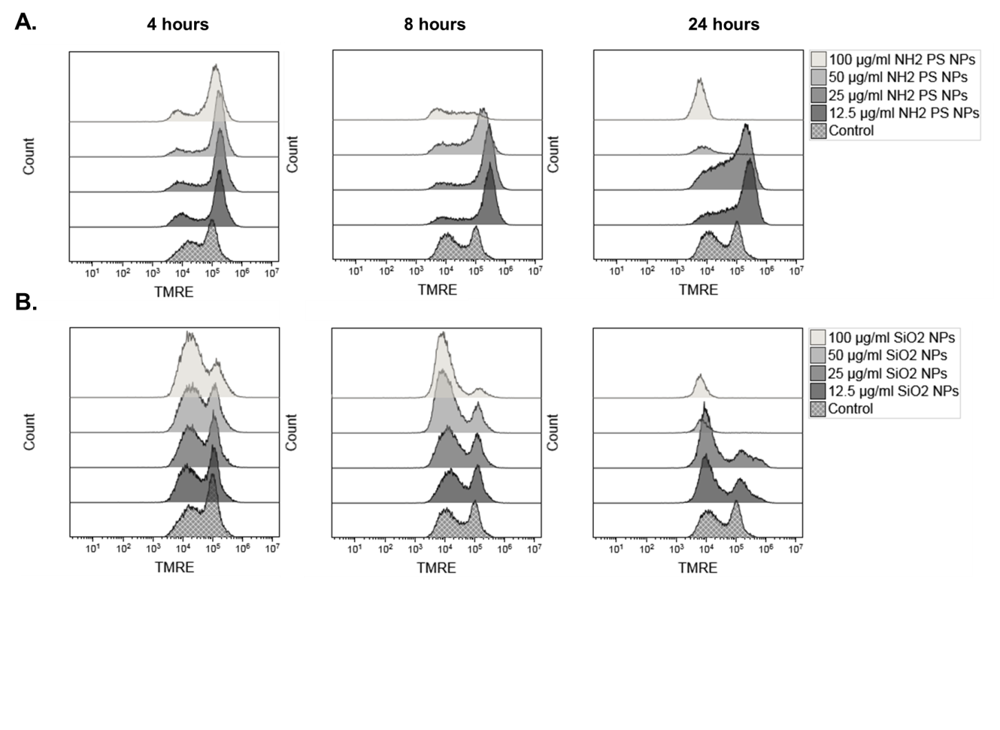 A.
4 hours
8 hours
24 hours
100 µg/ml NH2 PS NPs
50 µg/ml NH2 PS NPs
25 µg/ml NH2 PS NPs
12.5 µg/ml NH2 PS NPs
Control
Count
Count
Count
10¹ 10² 10³ 10⁴ 10⁵ 10⁶ 10⁷
10¹ 10² 10³ 10⁴ 10⁵ 10⁶ 10⁷
10¹ 10² 10³ 10⁴ 10⁵ 10⁶ 10⁷
TMRE
TMRE
TMRE
B.
100 µg/ml SiO2 NPs
50 µg/ml SiO2 NPs
25 µg/ml SiO2 NPs
12.5 µg/ml SiO2 NPs
Control
Count
Count
Count
10¹ 10² 10³ 10⁴ 10⁵ 10⁶ 10⁷
10¹ 10² 10³ 10⁴ 10⁵ 10⁶ 10⁷
10¹ 10² 10³ 10⁴ 10⁵ 10⁶ 10⁷
TMRE
TMRE
TMRE